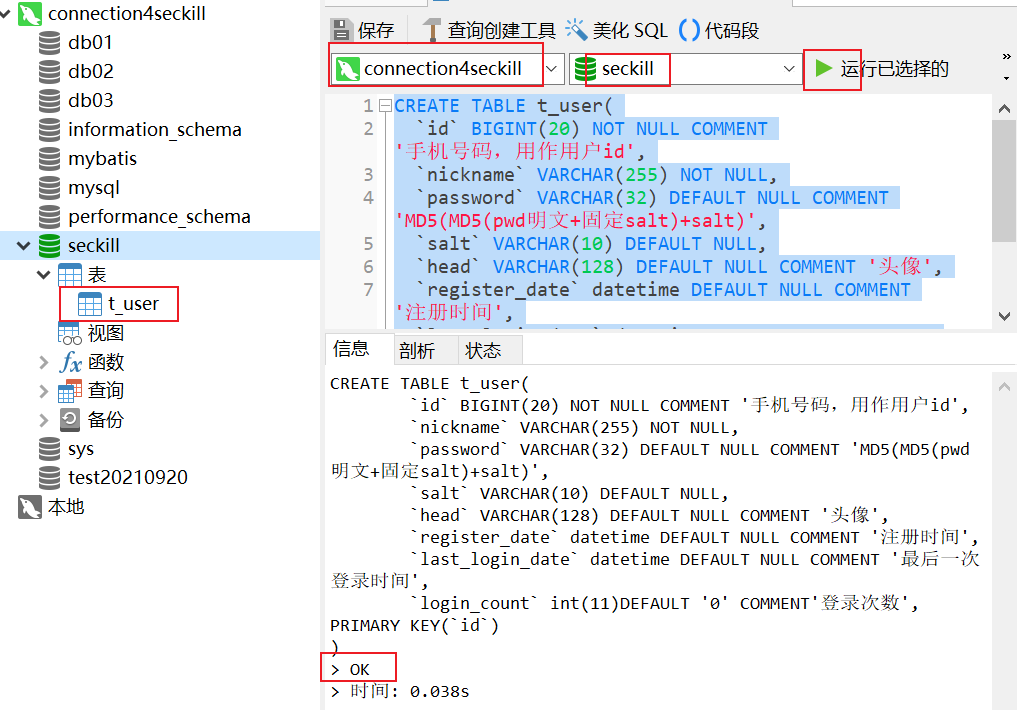 connection4seckill
db01
db02
db03
information_schema
mybatis
mysql
performance_schema
seckill
表
t_user
视图
fx 函数
查询
备份
sys
test20210920
本地
保存 查询创建工具 美化 SQL () 代码段
connection4seckill seckill 运行已选择的 »
1 CREATE TABLE t_user(
2 `id` BIGINT(20) NOT NULL COMMENT
'手机号码，用作用户id',
3 `nickname` VARCHAR(255) NOT NULL,
4 `password` VARCHAR(32) DEFAULT NULL COMMENT
'MD5(MD5(pwd明文+固定salt)+salt)',
5 `salt` VARCHAR(10) DEFAULT NULL,
6 `head` VARCHAR(128) DEFAULT NULL COMMENT '头像',
7 `register_date` datetime DEFAULT NULL COMMENT
'注册时间',
信息 剖析 状态
CREATE TABLE t_user(
`id` BIGINT(20) NOT NULL COMMENT '手机号码，用作用户id',
`nickname` VARCHAR(255) NOT NULL,
`password` VARCHAR(32) DEFAULT NULL COMMENT 'MD5(MD5(pwd
明文+固定salt)+salt)',
`salt` VARCHAR(10) DEFAULT NULL,
`head` VARCHAR(128) DEFAULT NULL COMMENT '头像',
`register_date` datetime DEFAULT NULL COMMENT '注册时间',
`last_login_date` datetime DEFAULT NULL COMMENT '最后一次
登录时间',
`login_count` int(11)DEFAULT '0' COMMENT'登录次数',
PRIMARY KEY(`id`)
)
> OK
> 时间: 0.038s